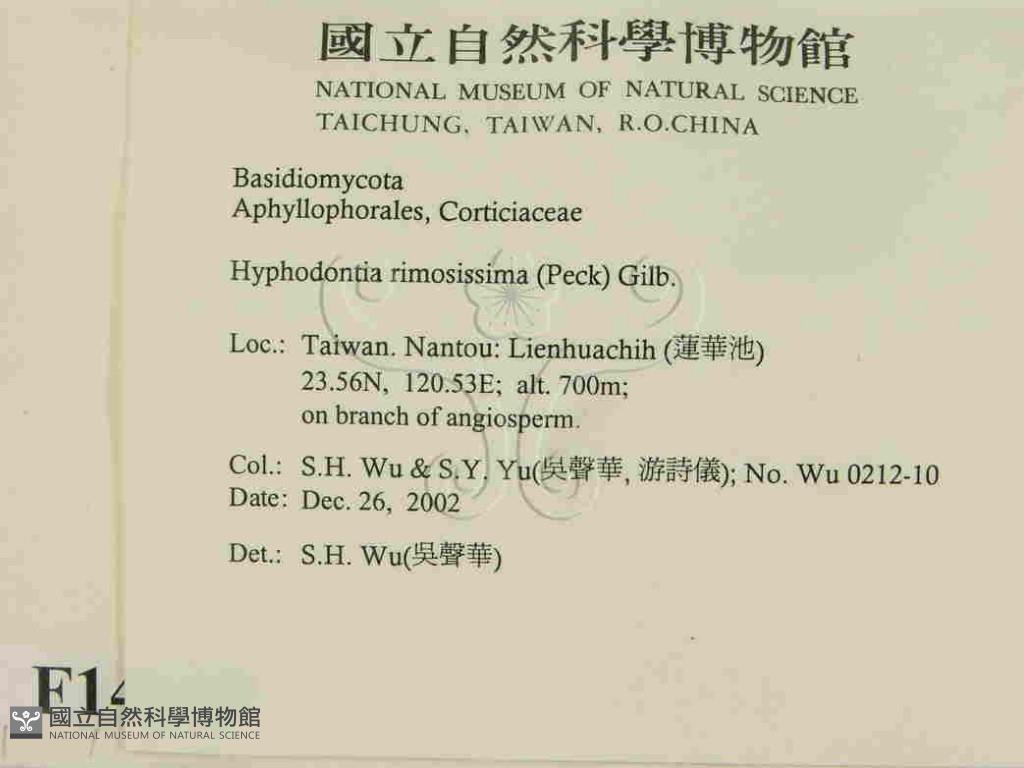 國立自然科學博物館
NATIONAL MUSEUM OF NATURAL SCIENCE
TAICHUNG, TAIWAN, R.O.CHINA
Basidiomycota
Aphyllophorales, Corticiaceae
Hyphodontia rimosissima (Peck) Gilb.
Loc.: Taiwan. Nantou: Lienhuachih (蓮華池)
23.56N, 120.53E; alt. 700m;
on branch of angiosperm.
Col.: S.H. Wu & S.Y. Yu(吳聲華, 游詩儀); No. Wu 0212-10
Date: Dec. 26, 2002
Det.: S.H. Wu(吳聲華)
F14
國立自然科學博物館
NATIONAL MUSEUM OF NATURAL SCIENCE